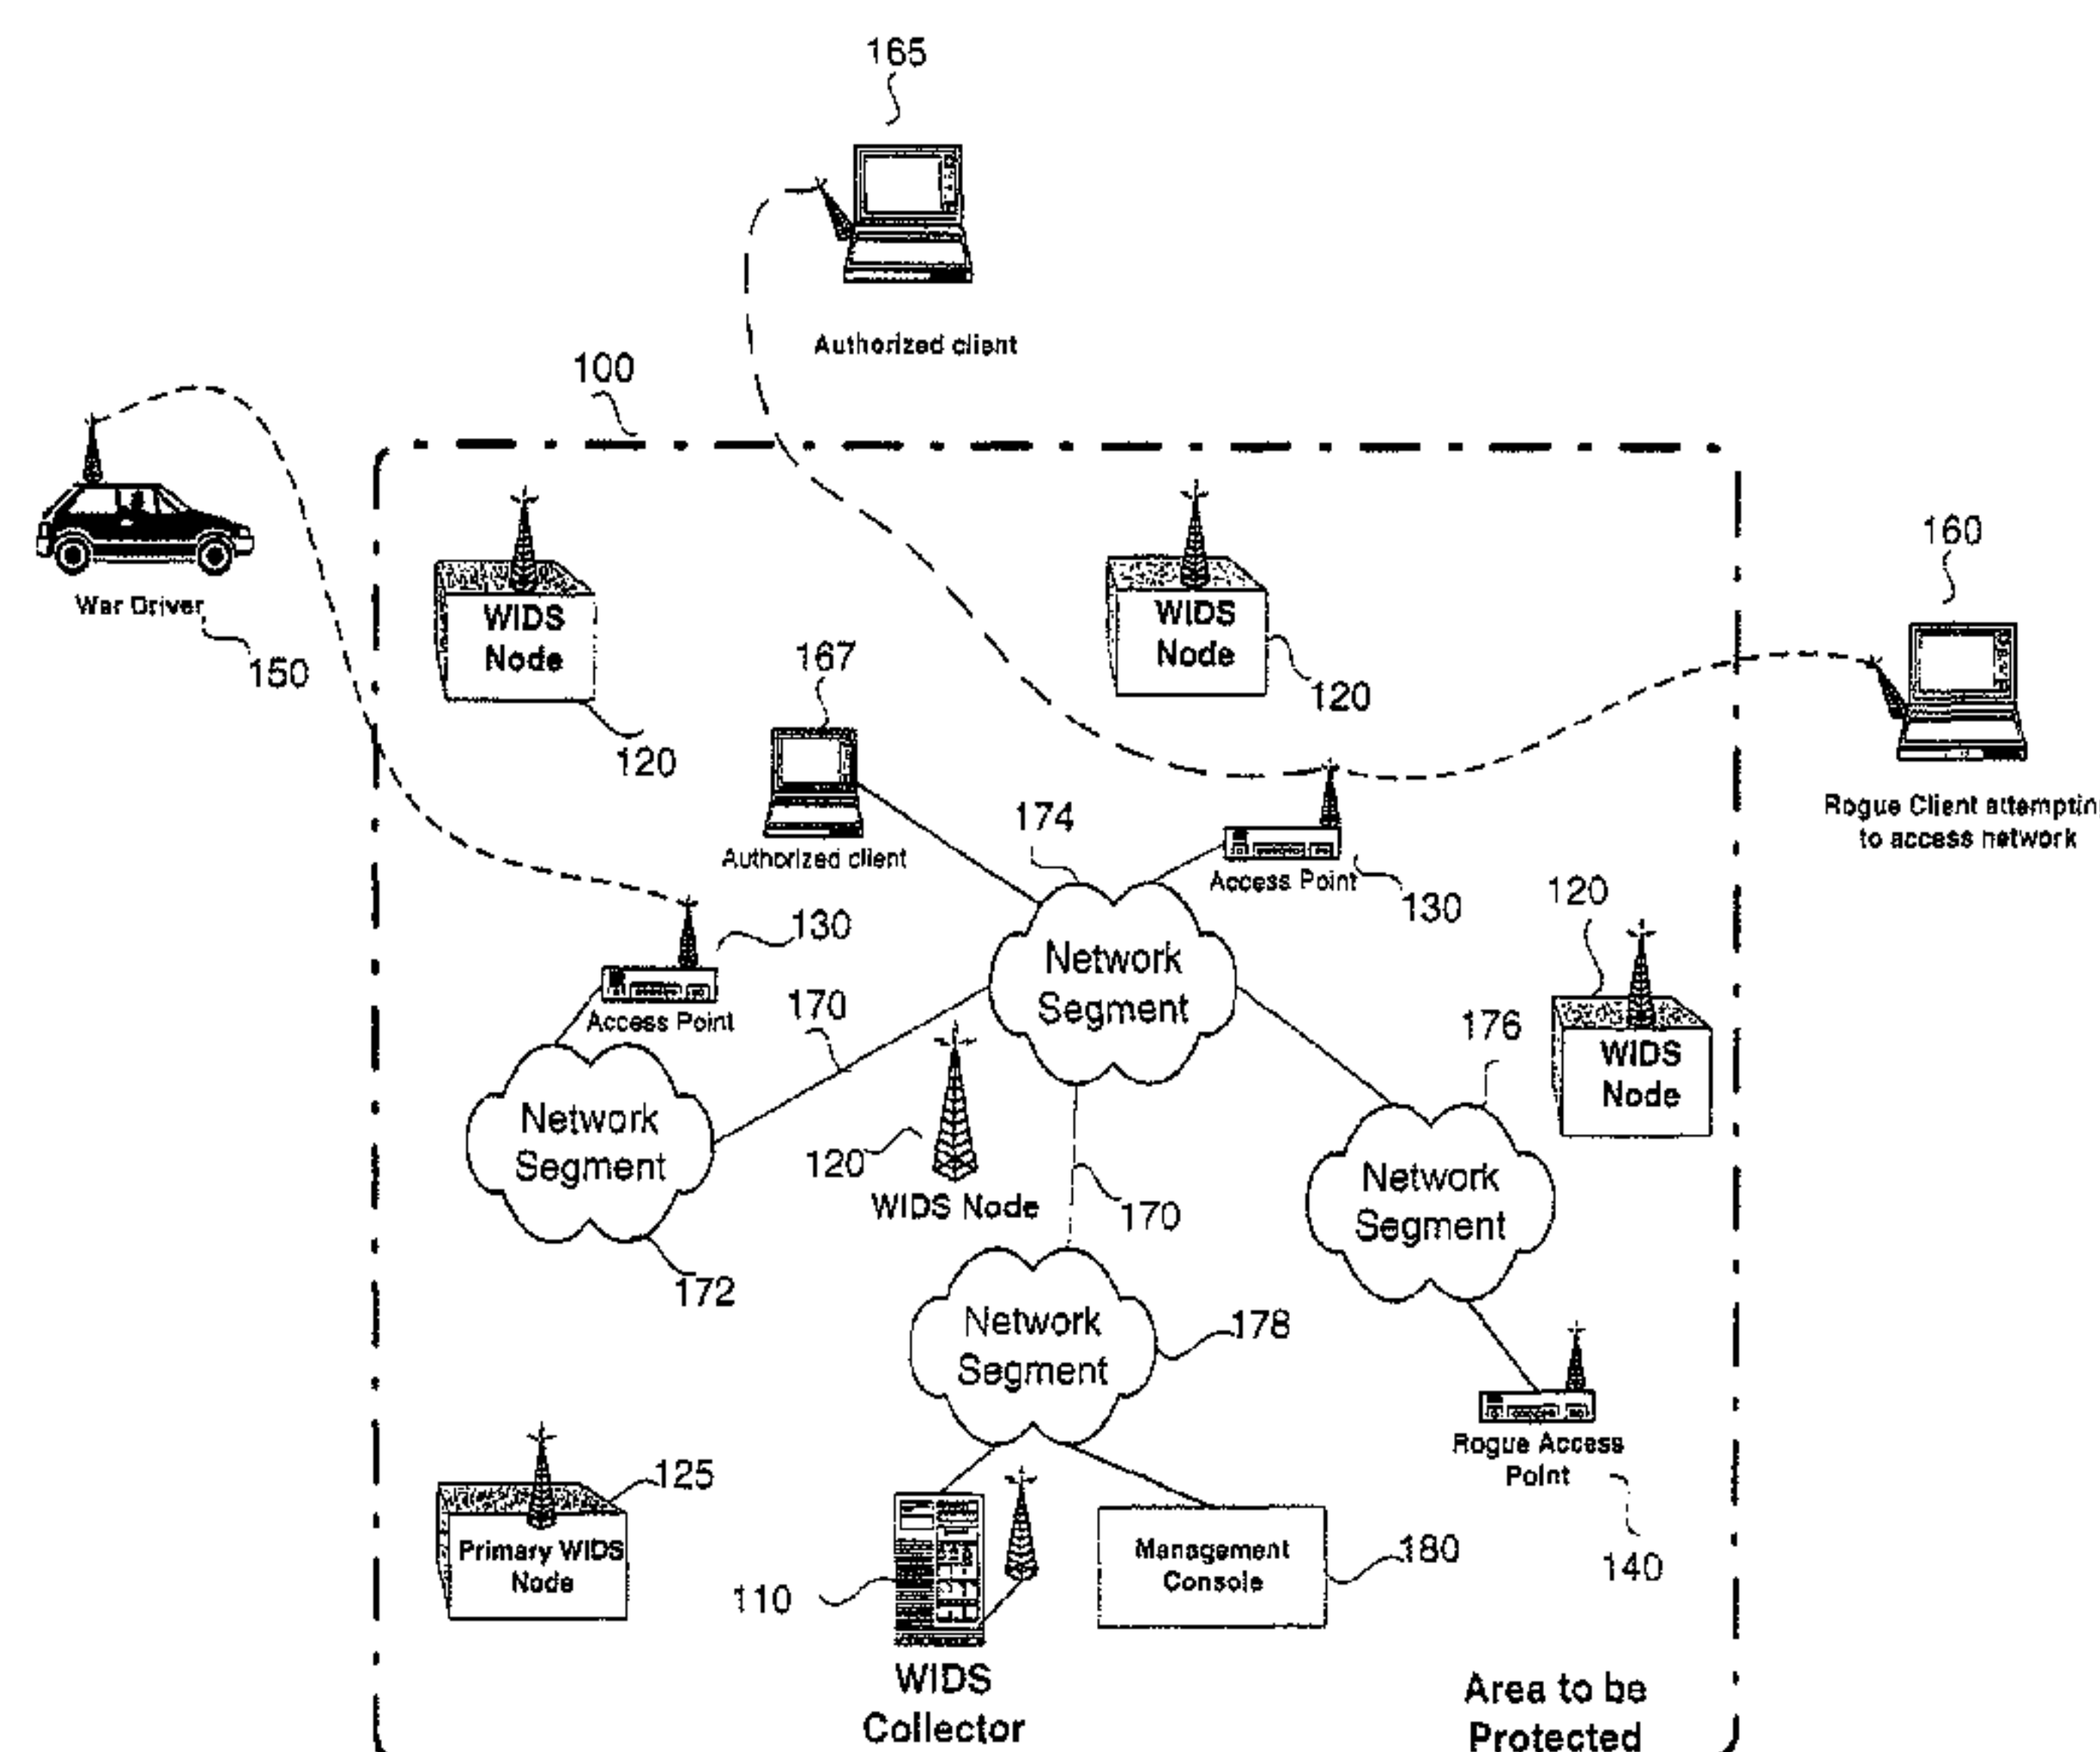 165
Authorized client
100
War Driver
150
WIDS
Node
120
WIDS
Node
120
160
Rogue Client attemptin
to access network
167
Authorized client
174
Access Point
130
130
Access Point
170
Network
Segment
120
WIDS
Node
176
Network
Segment
172
120
WIDS Node
170
Network
Segment
Network
Segment
178
Rogue Access
Point
140
125
Primary WIDS
Node
110
WIDS
Collector
Management
Console
180
Area to be
Protected